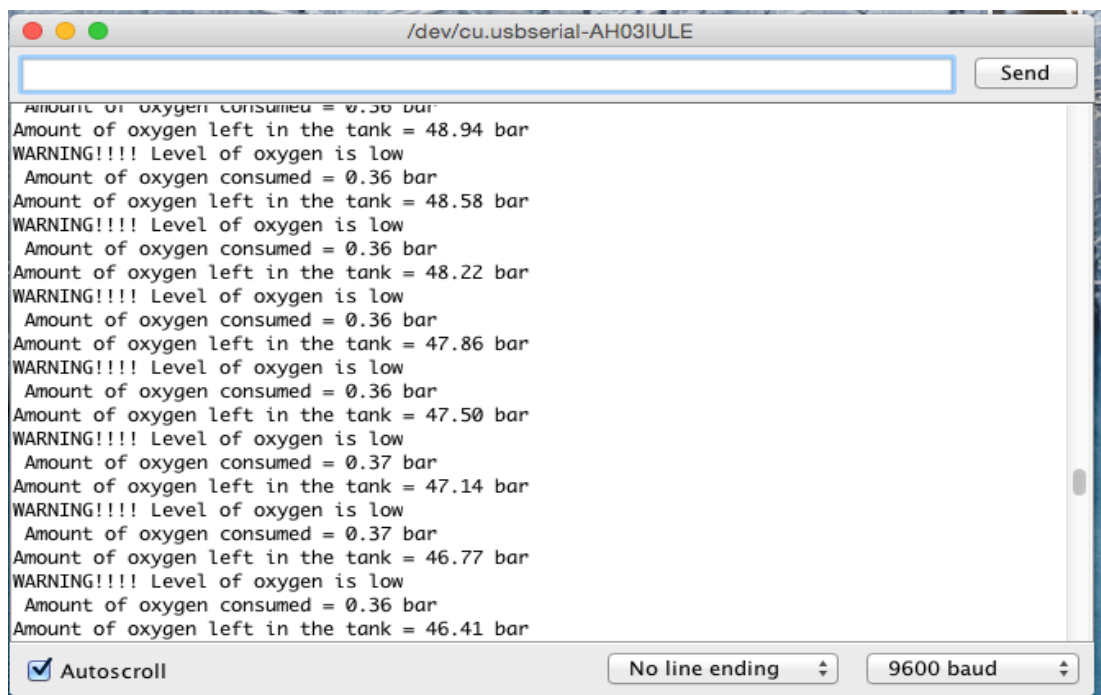 /dev/cu.usbserial-AH03IULE
Send
Amount of oxygen consumed = 0.36 bar
Amount of oxygen left in the tank = 48.94 bar
WARNING!!!! Level of oxygen is low
Amount of oxygen consumed = 0.36 bar
Amount of oxygen left in the tank = 48.58 bar
WARNING!!!! Level of oxygen is low
Amount of oxygen consumed = 0.36 bar
Amount of oxygen left in the tank = 48.22 bar
WARNING!!!! Level of oxygen is low
Amount of oxygen consumed = 0.36 bar
Amount of oxygen left in the tank = 47.86 bar
WARNING!!!! Level of oxygen is low
Amount of oxygen consumed = 0.36 bar
Amount of oxygen left in the tank = 47.50 bar
WARNING!!!! Level of oxygen is low
Amount of oxygen consumed = 0.37 bar
Amount of oxygen left in the tank = 47.14 bar
WARNING!!!! Level of oxygen is low
Amount of oxygen consumed = 0.37 bar
Amount of oxygen left in the tank = 46.77 bar
WARNING!!!! Level of oxygen is low
Amount of oxygen consumed = 0.36 bar
Amount of oxygen left in the tank = 46.41 bar
Autoscroll
No line ending
9600 baud